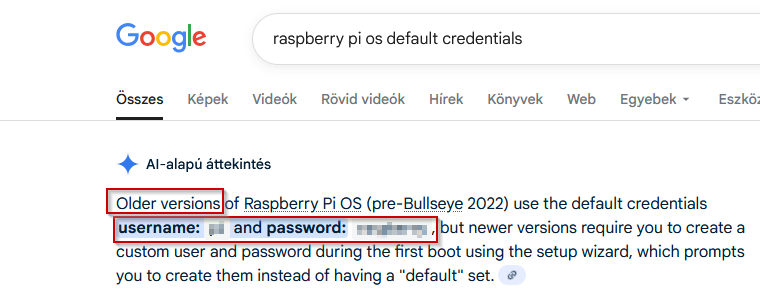 Google
raspberry pi os default credentials
Összes Képek Videók Rövid videók Hírek Könyvek Web Egyebek Eszköz
AI-alapú áttekintés
Older versions of Raspberry Pi OS (pre-Bullseye 2022) use the default credentials
username: and password: , but newer versions require you to create a
custom user and password during the first boot using the setup wizard, which prompts
you to create them instead of having a "default" set.